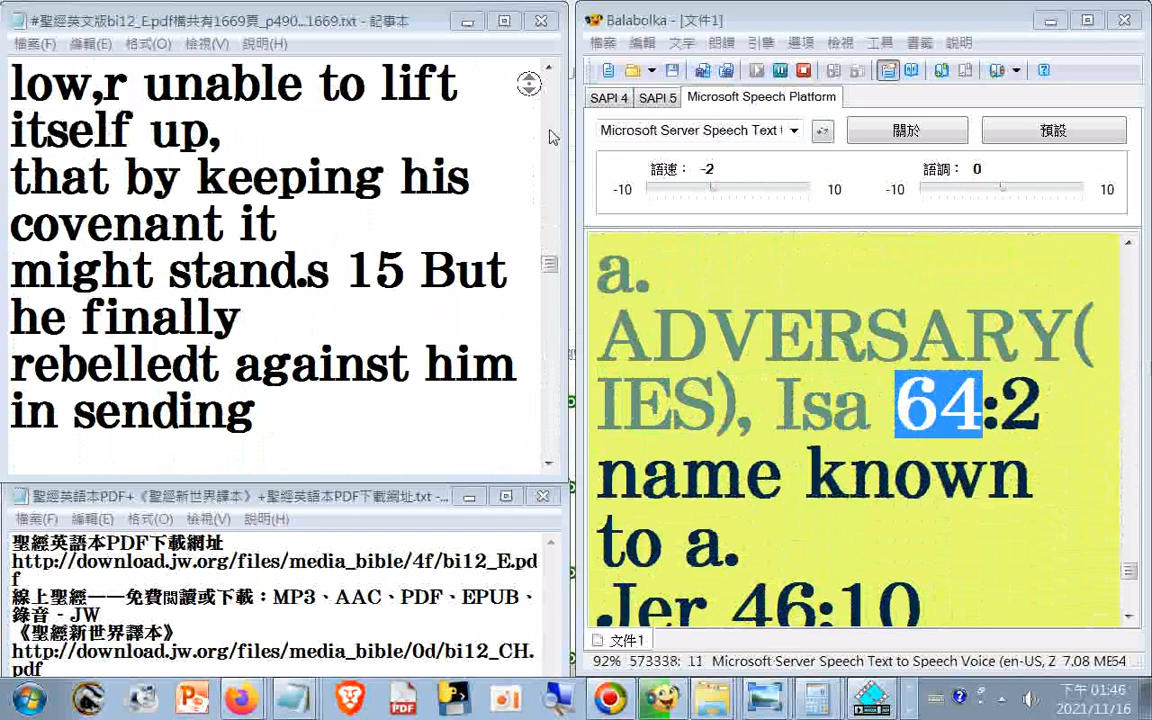 #聖經英文版bi12_E.pdf檔共有1669頁_p490...1669.txt - 記事本
檔案(F) 編輯(E) 格式(O) 檢視(V) 說明(H)
low,r unable to lift
itself up,
that by keeping his
covenant it
might stand.s 15 But
he finally
rebelledt against him
in sending
聖經英語本PDF+《聖經新世界譯本》+聖經英語本PDF下載網址.txt -...
檔案(F) 編輯(E) 格式(O) 檢視(V) 說明(H)
聖經英語本PDF下載網址
http://download.jw.org/files/media_bible/4f/bi12_E.pd
f
線上聖經——免費閱讀或下載：MP3、AAC、PDF、EPUB、
錄音 - JW
《聖經新世界譯本》
http://download.jw.org/files/media_bible/0d/bi12_CH.
pdf
Balabolka - [文件1]
檔案 編輯 文字 朗讀 引擎 選項 檢視 工具 書籤 說明
SAPI 4 SAPI 5 Microsoft Speech Platform
Microsoft Server Speech Text 關於 預設
語速： -2 語調： 0
-10 10 -10 10
a.
ADVERSARY(
IES), Isa 64:2
name known
to a.
Jer 46:10
文件1
92% 573338: 11 Microsoft Server Speech Text to Speech Voice (en-US, Z 7.08 ME54
下午 01:46
2021/11/16